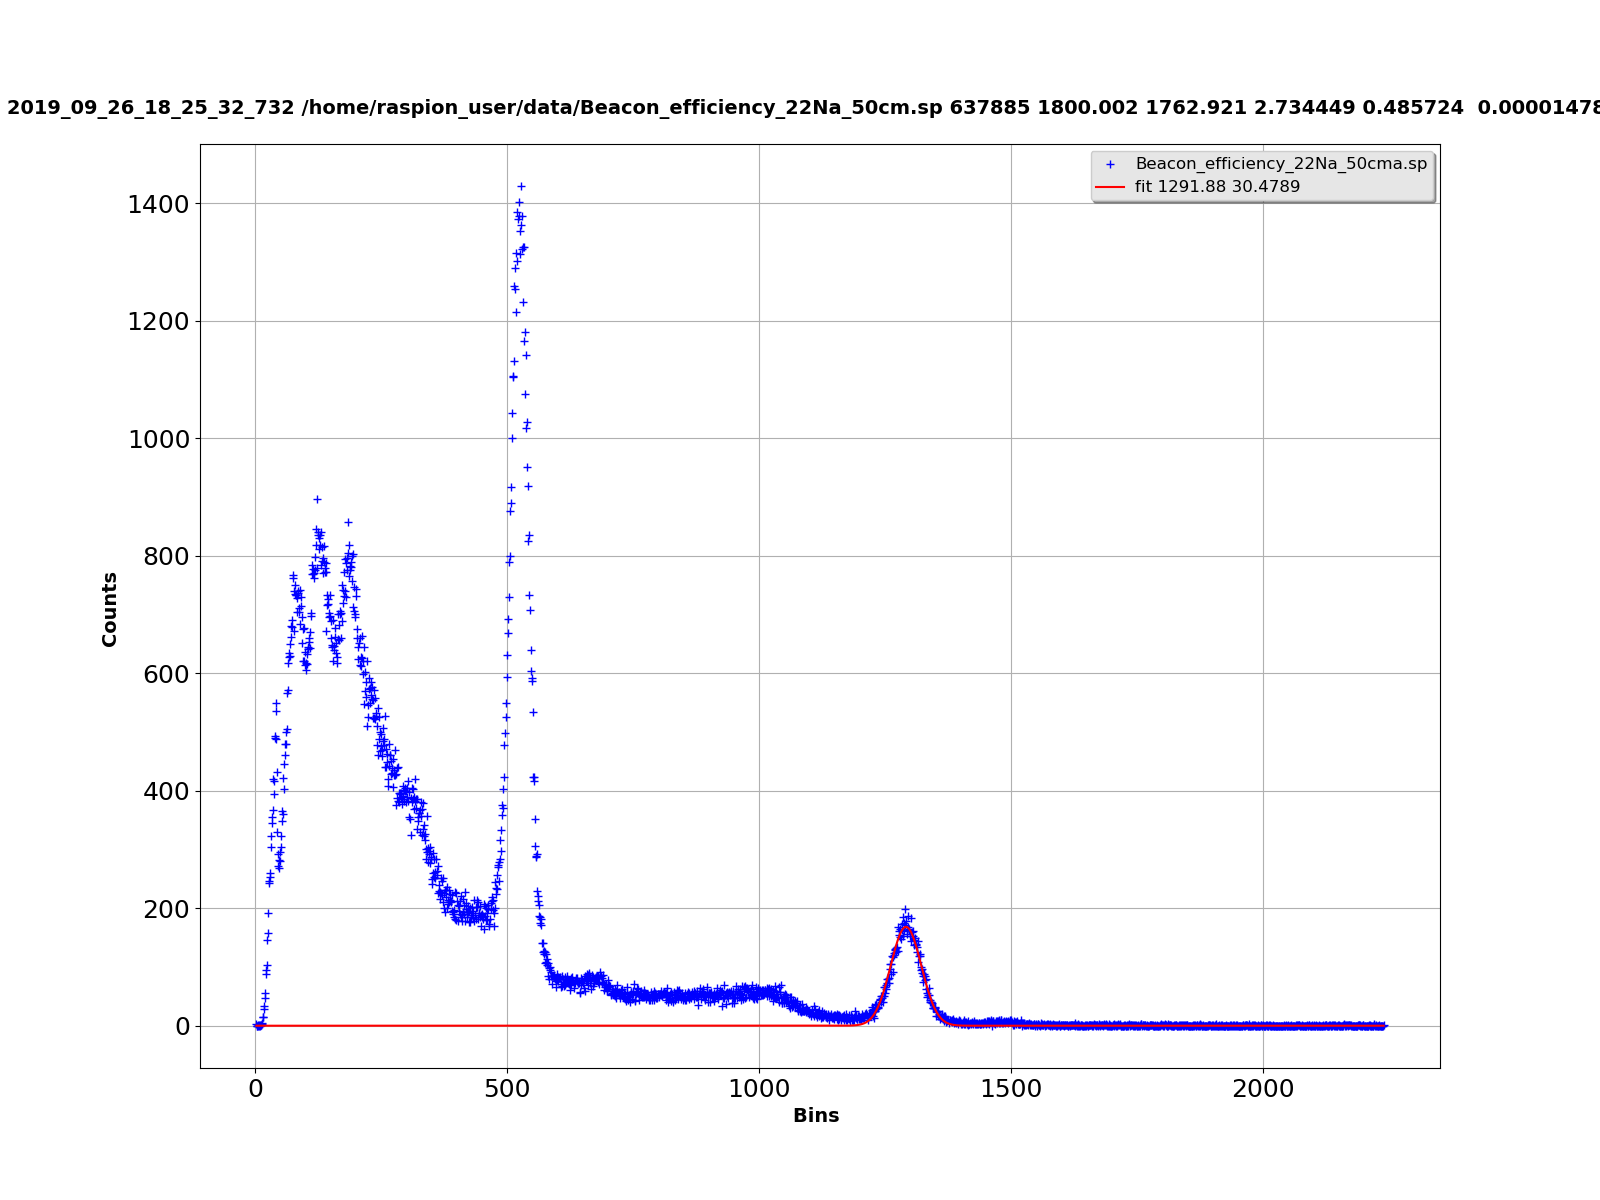 2019_09_26_18_25_32_732 /home/raspion_user/data/Beacon_efficiency_22Na_50cm.sp 637885 1800.002 1762.921 2.734449 0.485724  0.00001478
Beacon_efficiency_22Na_50cma.sp
fit 1291.88 30.4789
1400
1200
1000
800
600
400
200
0
Counts
0 500 1000 1500 2000
Bins